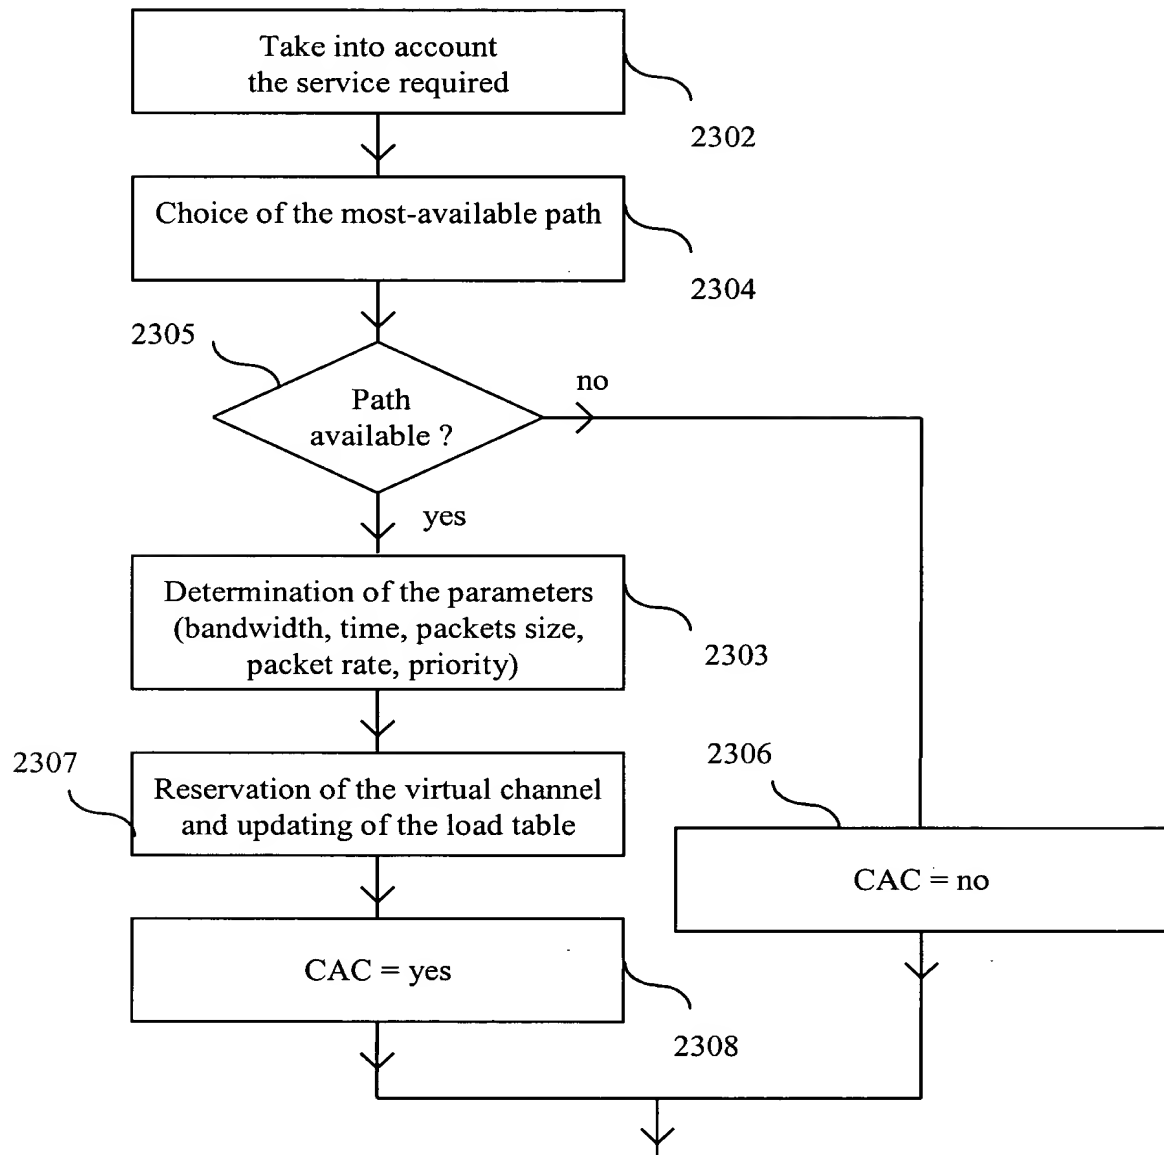 Take into account
the service required
2302
Choice of the most-available path
2304
2305
Path
available ?
no
yes
Determination of the parameters
(bandwidth, time, packets size,
packet rate, priority)
2303
2307
Reservation of the virtual channel
and updating of the load table
2306
CAC = no
CAC = yes
2308